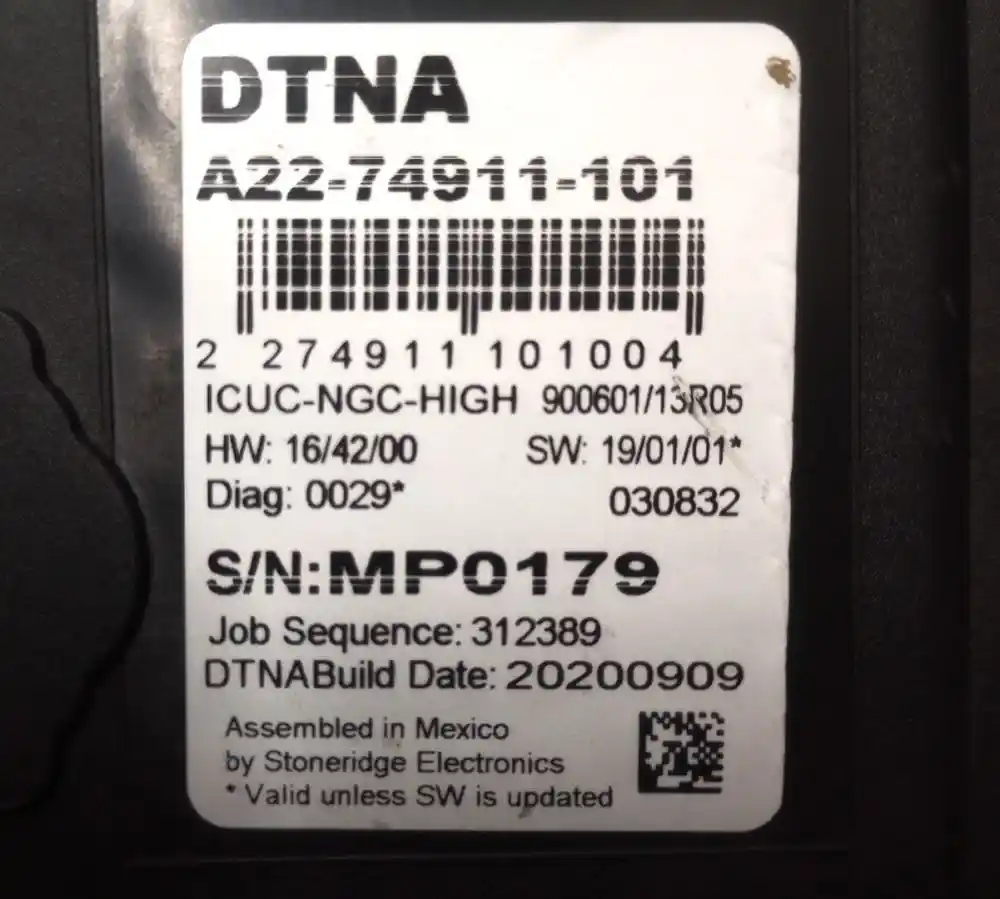 DTNA
A22-74911-101
2 274911 101004
ICUC-NGC-HIGH 900601/13R05
HW: 16/42/00 SW: 19/01/01*
Diag: 0029* 030832
S/N:MP0179
Job Sequence: 312389
DTNABuild Date: 20200909
Assembled in Mexico
by Stoneridge Electronics
* Valid unless SW is updated